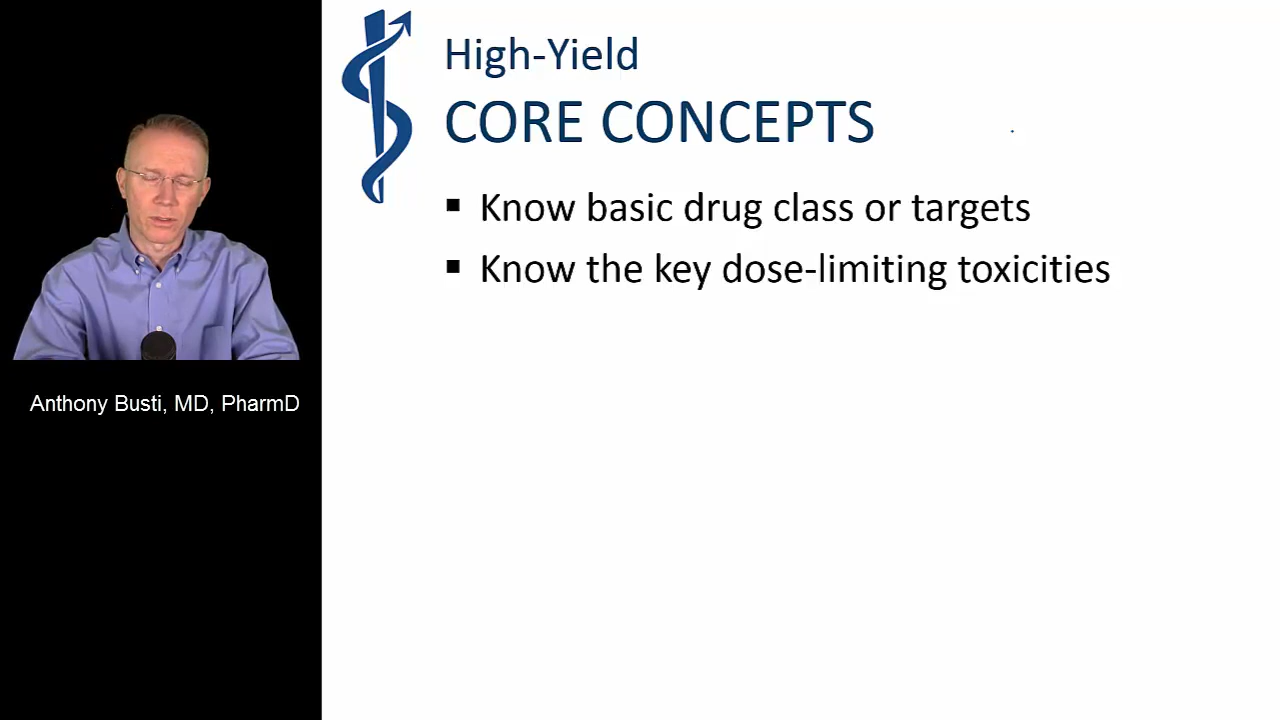 High-Yield
CORE CONCEPTS
▪ Know basic drug class or targets
▪ Know the key dose-limiting toxicities
Anthony Busti, MD, PharmD